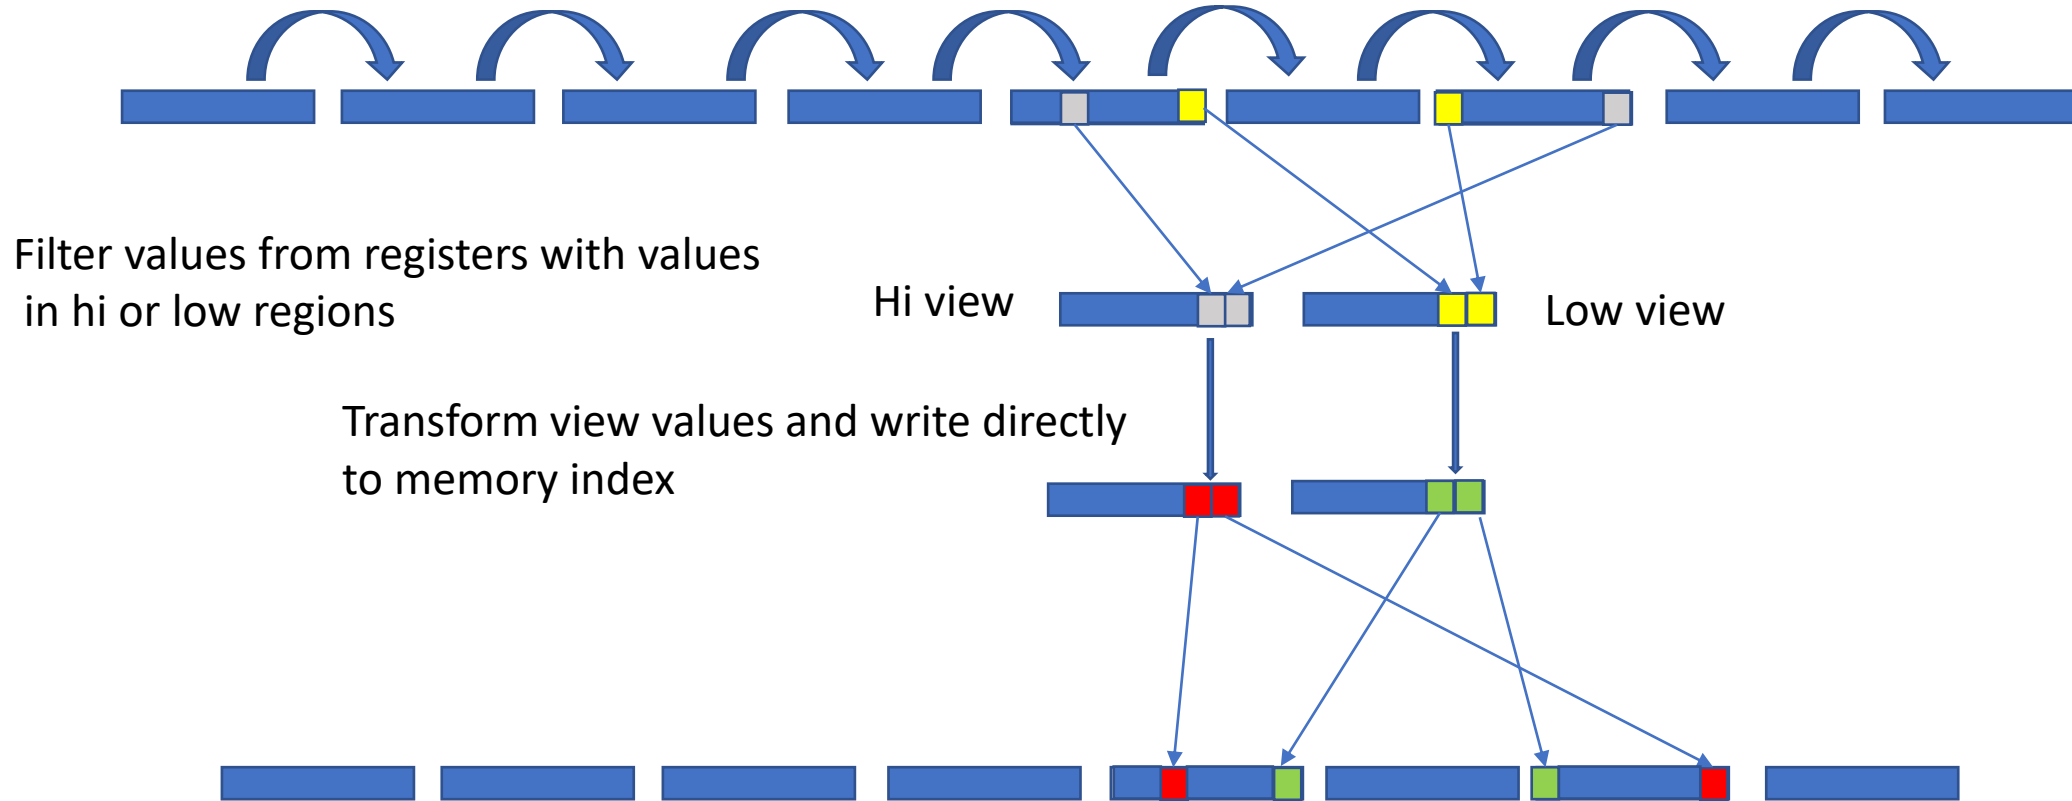 Filter values from registers with values
in hi or low regions
Hi view
Low view
Transform view values and write directly
to memory index